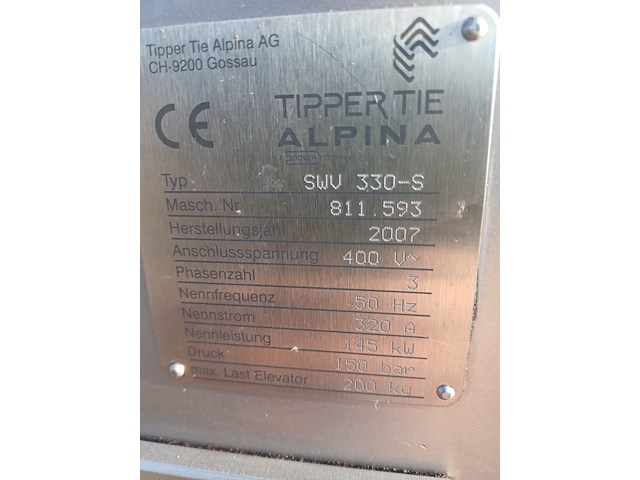 Tipper Tie Alpina AG
CH-9200 Gossau
CE
TIPPER TIE
ALPINA
Typ SWV 330-S
Masch. Nr. 811.593
Herstellungsjahr 2007
Anschlussspannung 400 V~
Phasenzahl 3
Nennfrequenz 50 Hz
Nennstrom 320 A
Nennleistung 145 kW
Druck 150 bar
max. Last Elevator 200 kg